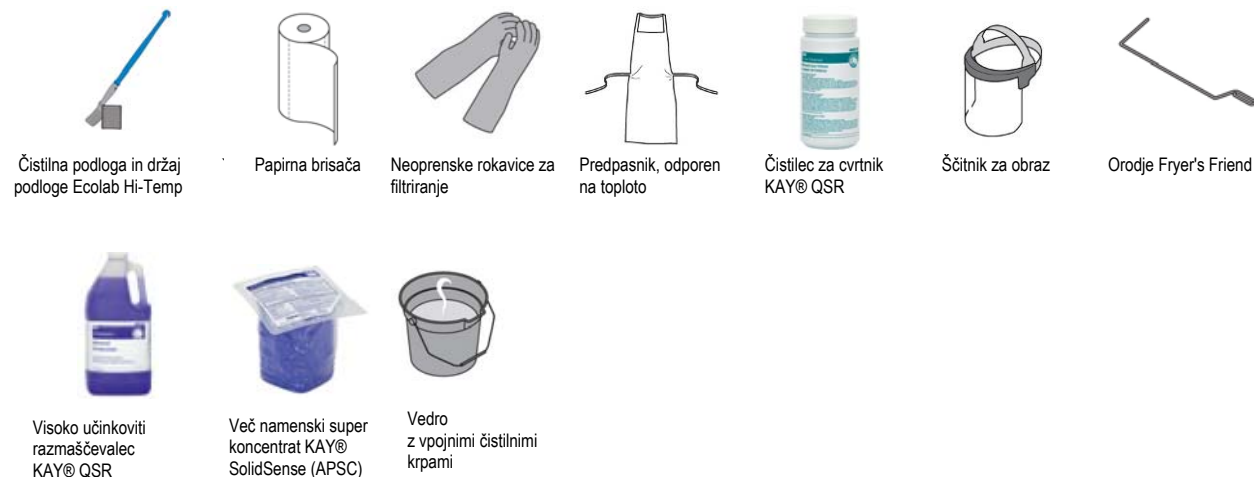 Čistilna podloga in držaj
podloge Ecolab Hi-Temp
Papirna brisača
Neoprenske rokavice za
filtriranje
Predpasnik, odporen
na toploto
Čistilec za cvrtnik
KAY® QSR
Ščitnik za obraz
Orodje Fryer's Friend
Visoko učinkoviti
razmaščevalec
KAY® QSR
Več namenski super
koncentrat KAY®
SolidSense (APSC)
Vedro
z vpojnimi čistilnimi
krpami